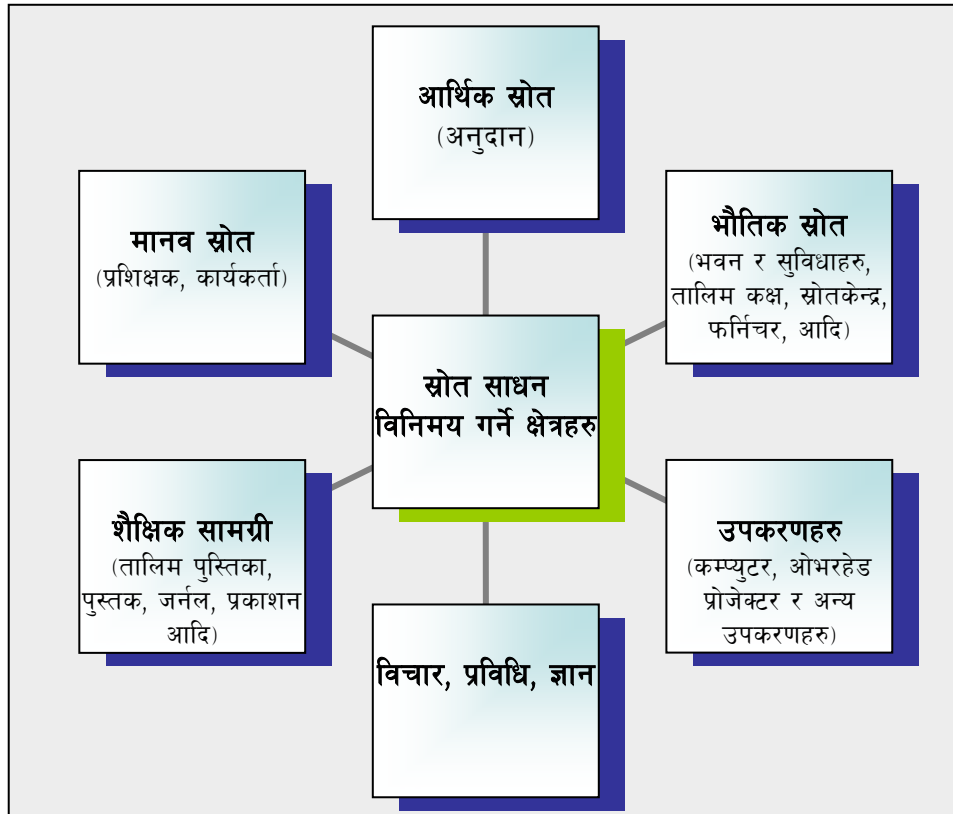 आर्थिक स्रोत
(अनुदान)
मानव स्रोत
(प्रशिक्षक, कार्यकर्ता)
भौतिक स्रोत
(भवन र सुविधाहरु,
तालिम कक्ष, स्रोतकेन्द्र,
फर्निचर, आदि)
स्रोत साधन
विनिमय गर्ने क्षेत्रहरु
शैक्षिक सामग्री
(तालिम पुस्तिका,
पुस्तक, जर्नल, प्रकाशन
आदि)
उपकरणहरु
(कम्प्युटर, ओभरहेड
प्रोजेक्टर र अन्य
उपकरणहरु)
विचार, प्रविधि, ज्ञान